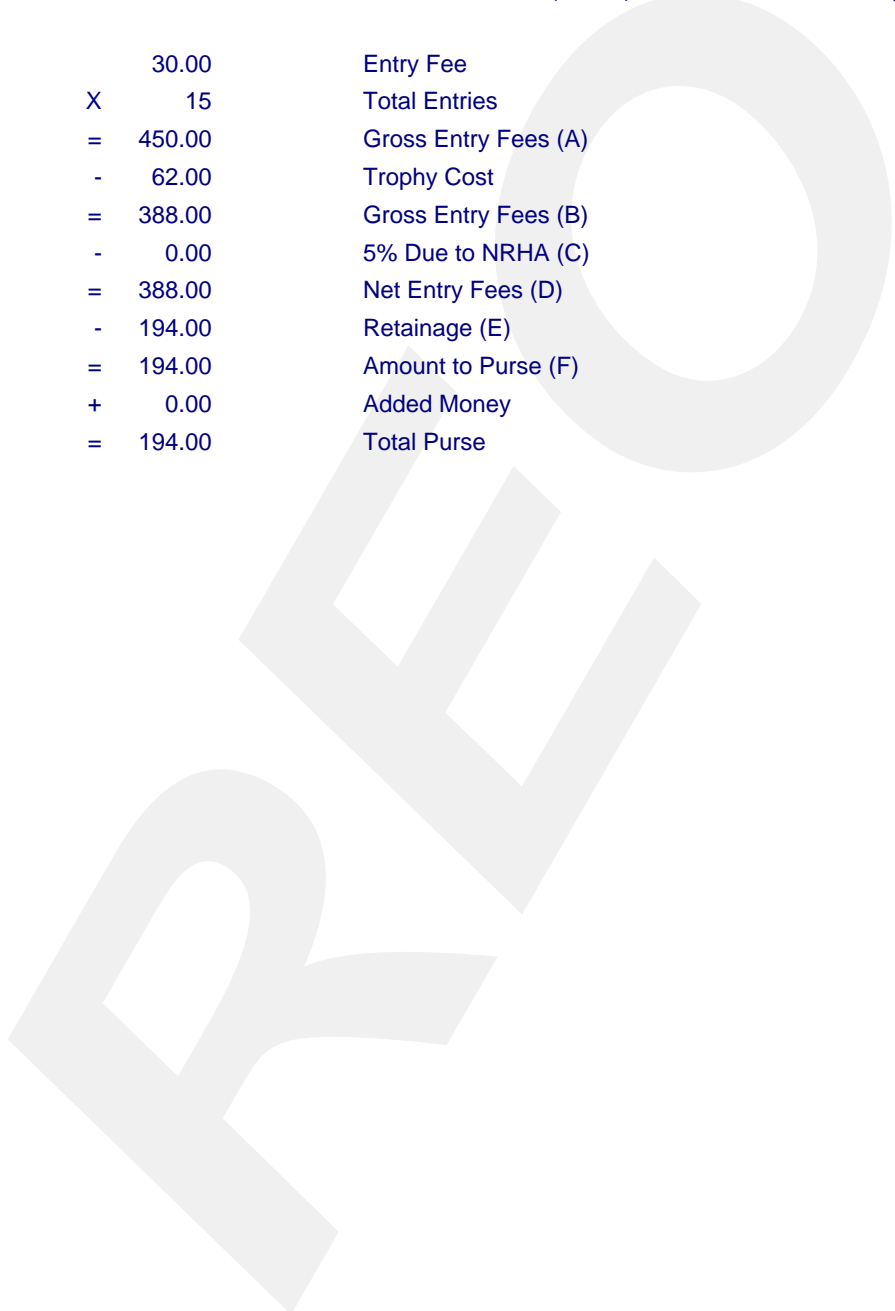 30.00 Entry Fee
X 15 Total Entries
= 450.00 Gross Entry Fees (A)
- 62.00 Trophy Cost
= 388.00 Gross Entry Fees (B)
- 0.00 5% Due to NRHA (C)
= 388.00 Net Entry Fees (D)
- 194.00 Retainage (E)
= 194.00 Amount to Purse (F)
+ 0.00 Added Money
= 194.00 Total Purse
REO